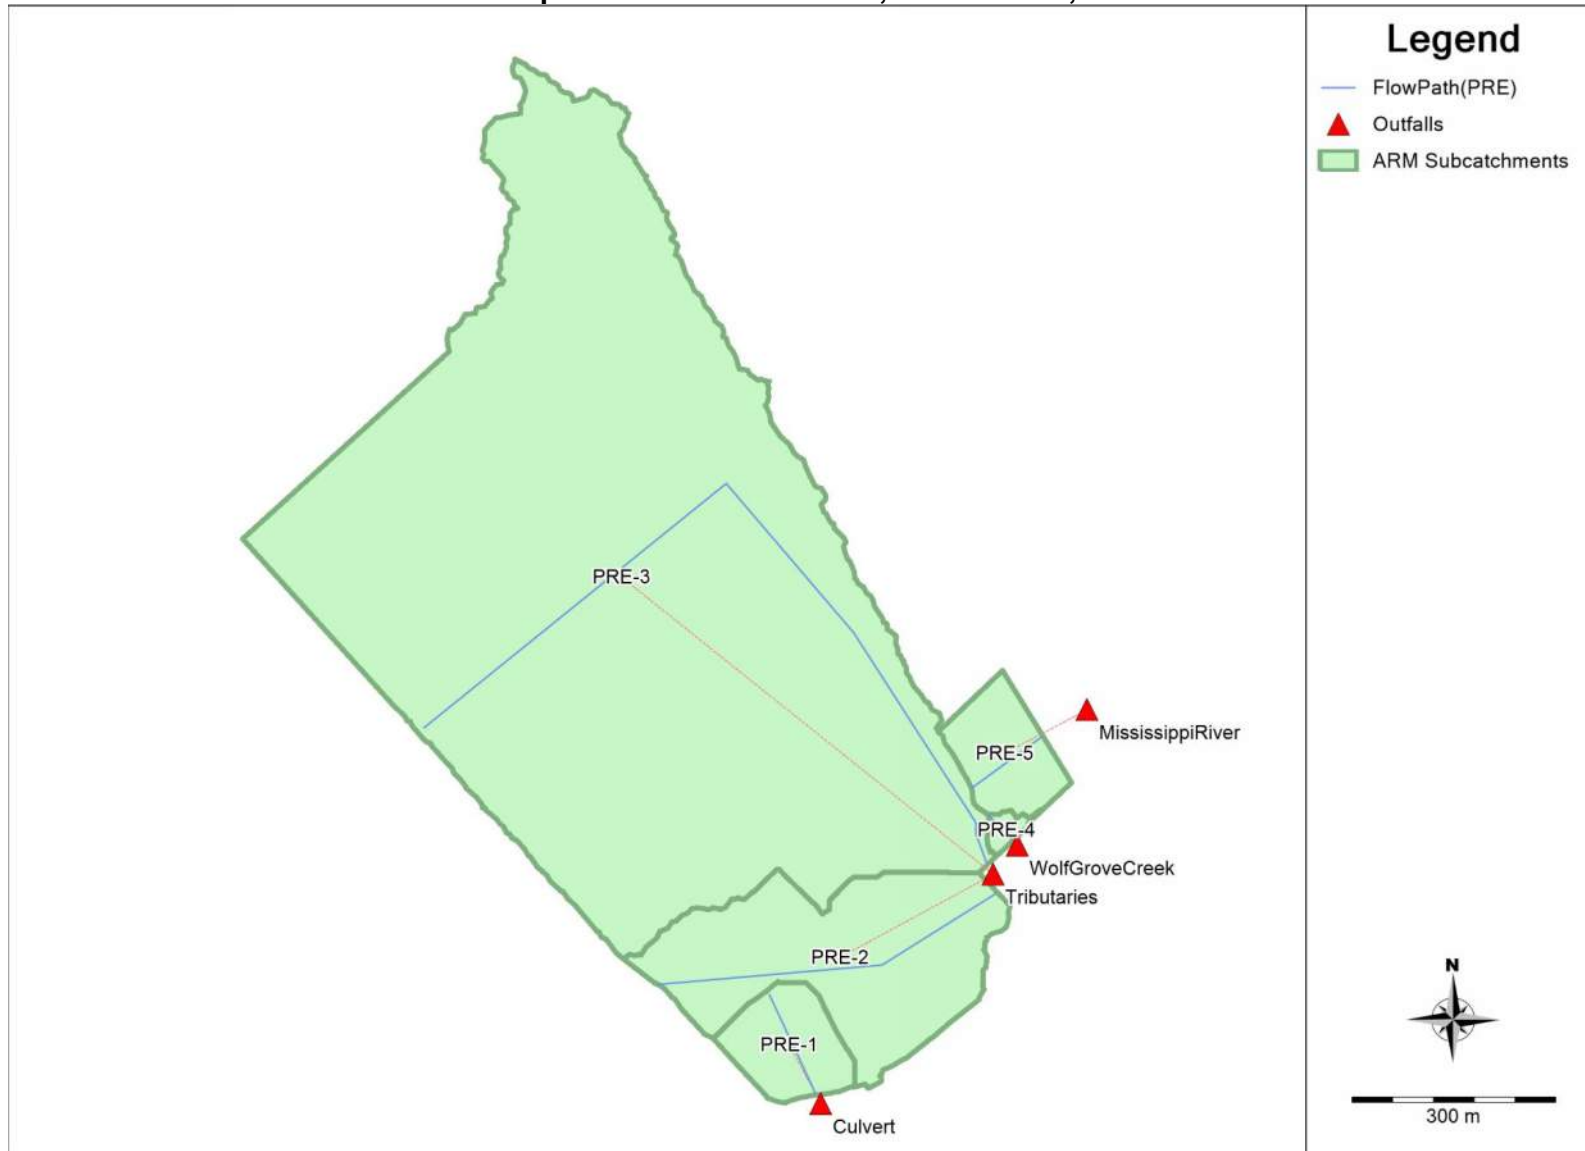 Legend
FlowPath(PRE)
Outfalls
ARM Subcatchments
PRE-3
MississippiRiver
PRE-5
PRE-4
WolfGroveCreek
Tributaries
PRE-2
PRE-1
Culvert
N
300 m